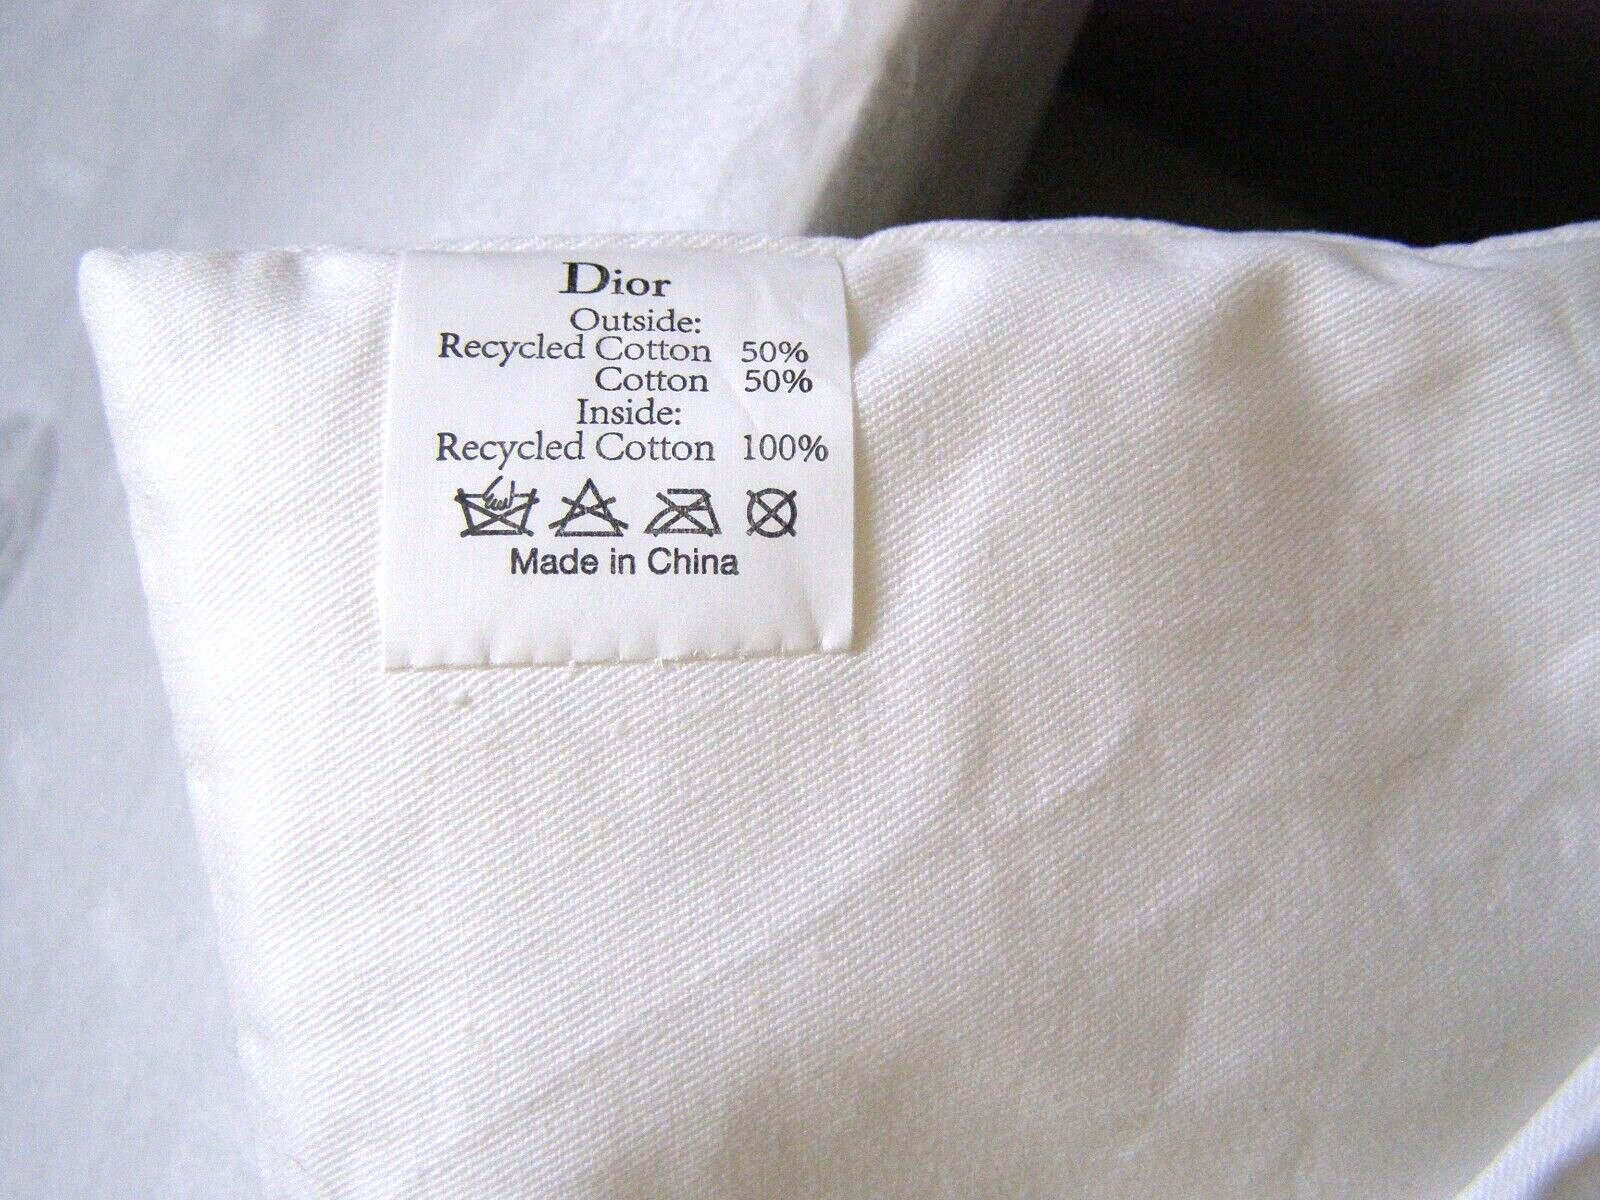 Dior
Outside:
Recycled Cotton 50%
Cotton 50%
Inside:
Recycled Cotton 100%
Made in China